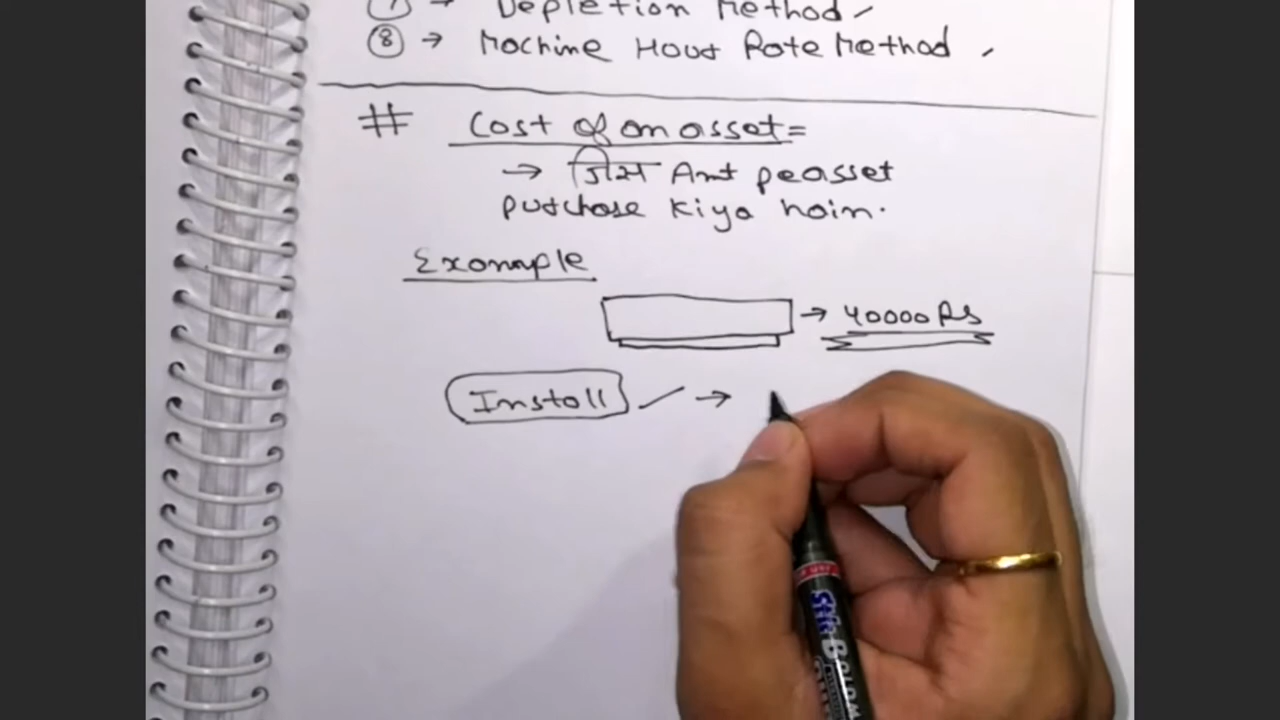 7 → Depletion Method
8 → Machine Hour Rate Method
# Cost of an asset =
→ जिस Amt pe asset
purchase kiya hain.
Example
→ 40000 Rs
Install →